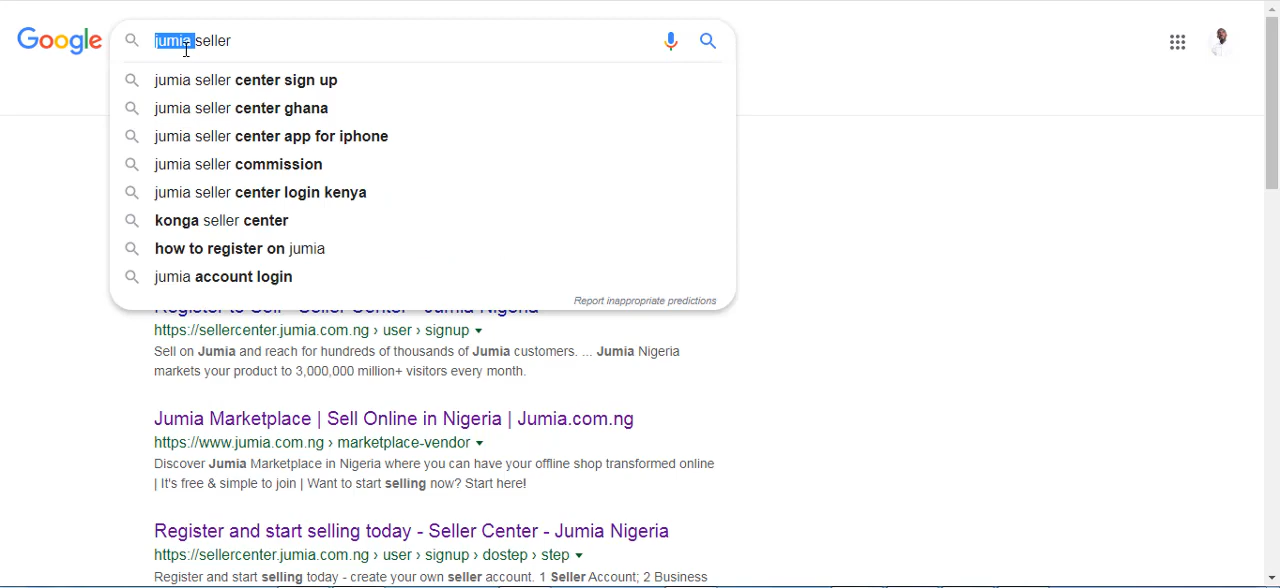 Google
jumia seller
jumia seller center sign up
jumia seller center ghana
jumia seller center app for iphone
jumia seller commission
jumia seller center login kenya
konga seller center
how to register on jumia
jumia account login
Report inappropriate predictions
Register to Sell - Seller Center - Jumia Nigeria
https://sellercenter.jumia.com.ng › user › signup
Sell on Jumia and reach for hundreds of thousands of Jumia customers. ... Jumia Nigeria
markets your product to 3,000,000 million+ visitors every month.
Jumia Marketplace | Sell Online in Nigeria | Jumia.com.ng
https://www.jumia.com.ng › marketplace-vendor
Discover Jumia Marketplace in Nigeria where you can have your offline shop transformed online
| It's free & simple to join | Want to start selling now? Start here!
Register and start selling today - Seller Center - Jumia Nigeria
https://sellercenter.jumia.com.ng › user › signup › dostep › step
Register and start selling today - create your own seller account. 1 Seller Account; 2 Business